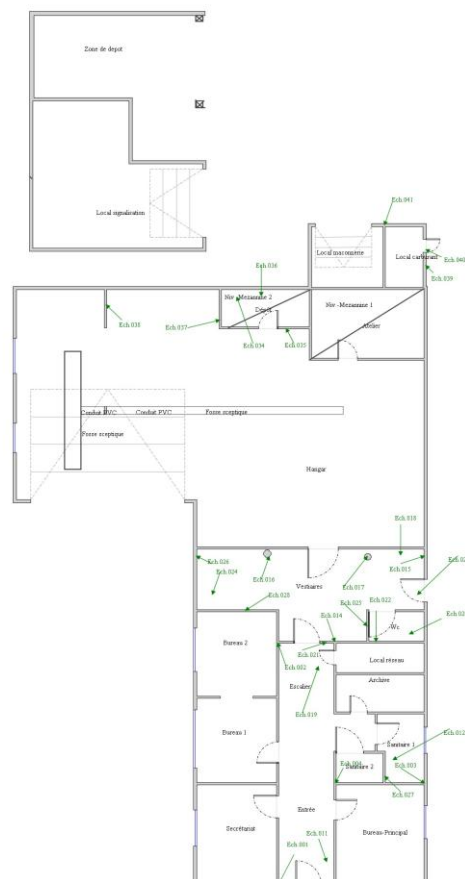 Zone de depot
Local signalisation
Ech.041
Local maconnerie
Local carburant
Ech.040
Ech.039
Ech.036
Niv -Mezzanine 2
Dépôt
Niv -Mezzanine 1
Atelier
Ech.038
Ech.037
Ech.034
Ech.035
Conduit PVC
Conduit PVC
Fosse sceptique
Fosse sceptique
Hangar
Ech.018
Ech.026
Ech.024
Ech.016
Ech.017
Ech.015
Vestiaires
Ech.028
Ech.025
Ech.022
Ech.014
Wc
Bureau 2
Ech.002
Ech.021
Escalier
Local réseau
Archive
Ech.019
Bureau 1
Sanitaire 1
Ech.012
Ech.004
Sanitaire 2
Ech.003
Ech.027
Entrée
Secrétariat
Ech.011
Bureau-Principal
Ech.001